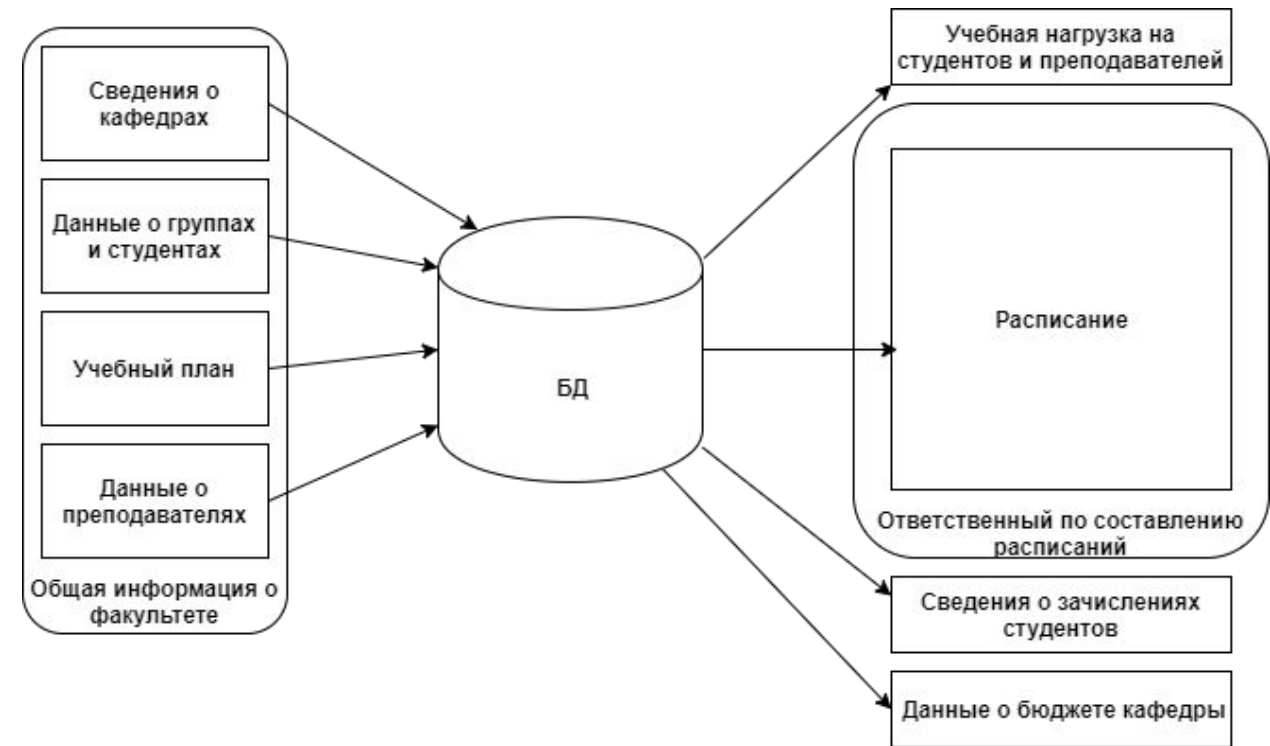 Сведения о
кафедрах
Данные о группах
и студентах
Учебный план
Данные о
преподавателях
Общая информация о
факультете
БД
Учебная нагрузка на
студентов и преподавателей
Расписание
Ответственный по составлению
расписаний
Сведения о зачислениях
студентов
Данные о бюджете кафедры